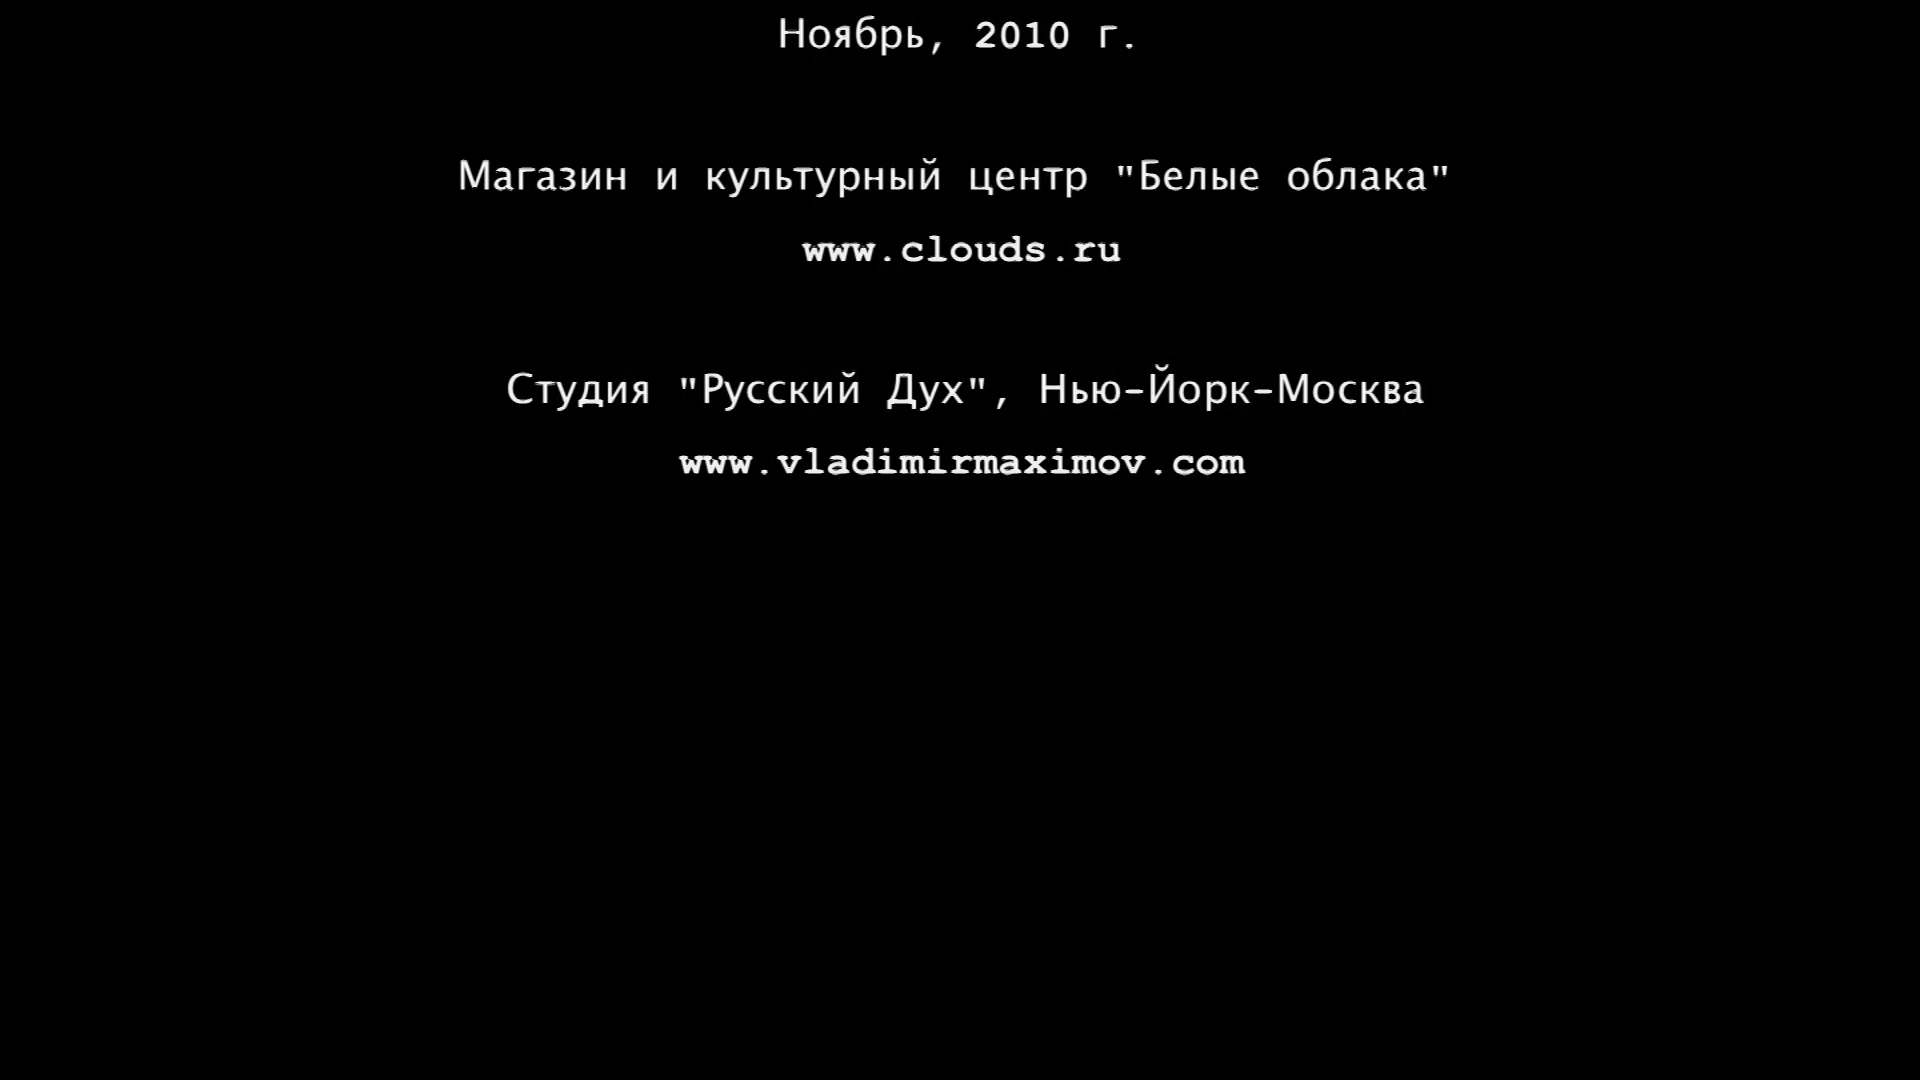 Ноябрь, 2010 г.
Магазин и культурный центр "Белые облака"
www.clouds.ru
Студия "Русский Дух", Нью-Йорк-Москва
www.vladimirmaximov.com